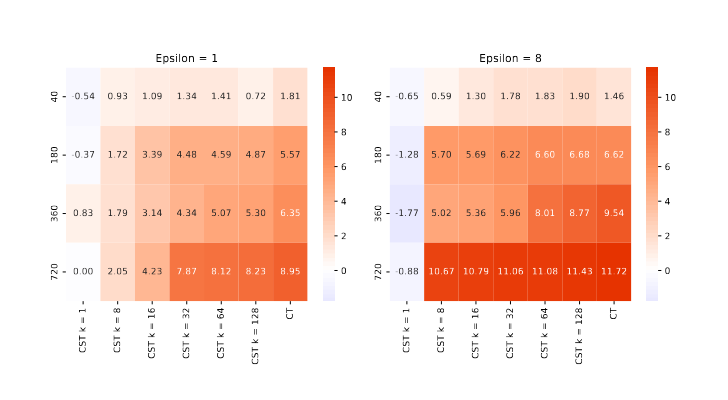 Epsilon = 1
40 -0.54 0.93 1.09 1.34 1.41 0.72 1.81
180 -0.37 1.72 3.39 4.48 4.59 4.87 5.57
360 0.83 1.79 3.14 4.34 5.07 5.30 6.35
720 0.00 2.05 4.23 7.87 8.12 8.23 8.95
CST k = 1 CST k = 8 CST k = 16 CST k = 32 CST k = 64 CST k = 128 CT
10
8
6
4
2
0
Epsilon = 8
40 -0.65 0.59 1.30 1.78 1.83 1.90 1.46
180 -1.28 5.70 5.69 6.22 6.60 6.68 6.62
360 -1.77 5.02 5.36 5.96 8.01 8.77 9.54
720 -0.88 10.67 10.79 11.06 11.08 11.43 11.72
CST k = 1 CST k = 8 CST k = 16 CST k = 32 CST k = 64 CST k = 128 CT
10
8
6
4
2
0